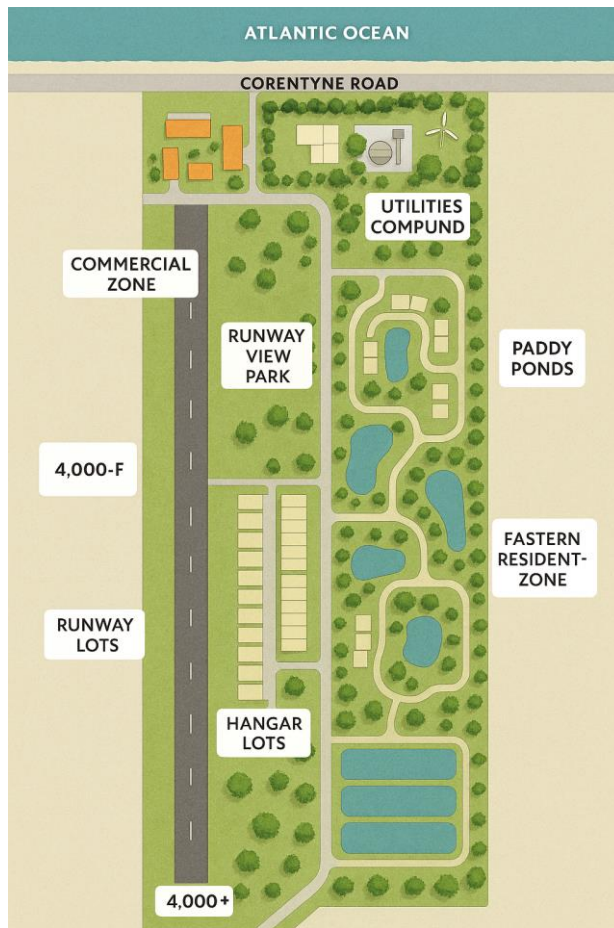 ATLANTIC OCEAN
CORENTYNE ROAD
UTILITIES
COMPUND
COMMERCIAL
ZONE
RUNWAY
VIEW
PARK
PADDY
PONDS
4,000-F
FASTERN
RESIDENT-
ZONE
RUNWAY
LOTS
HANGAR
LOTS
4,000+